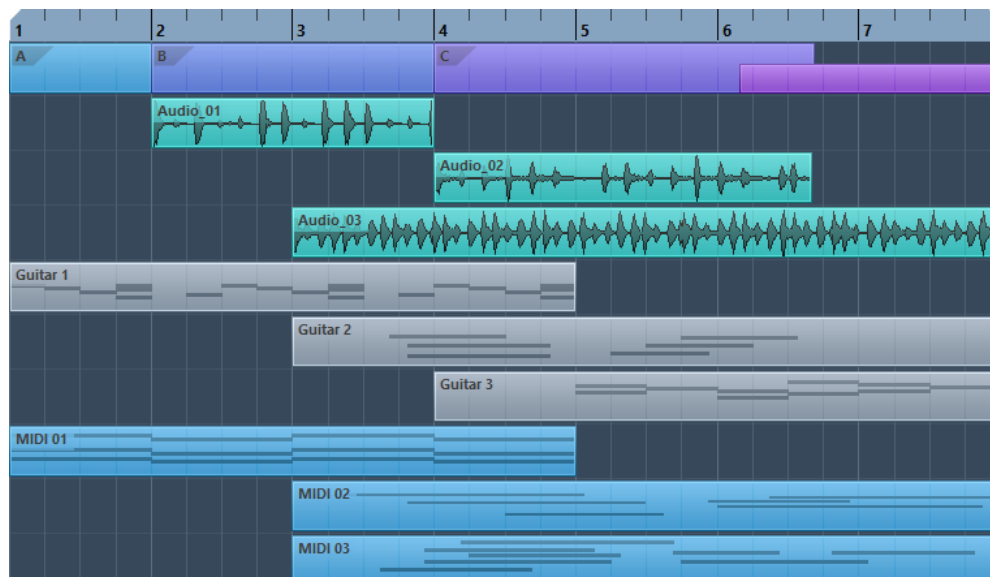 1 2 3 4 5 6 7
A B C
Audio_01
Audio_02
Audio_03
Guitar 1
Guitar 2
Guitar 3
MIDI 01
MIDI 02
MIDI 03